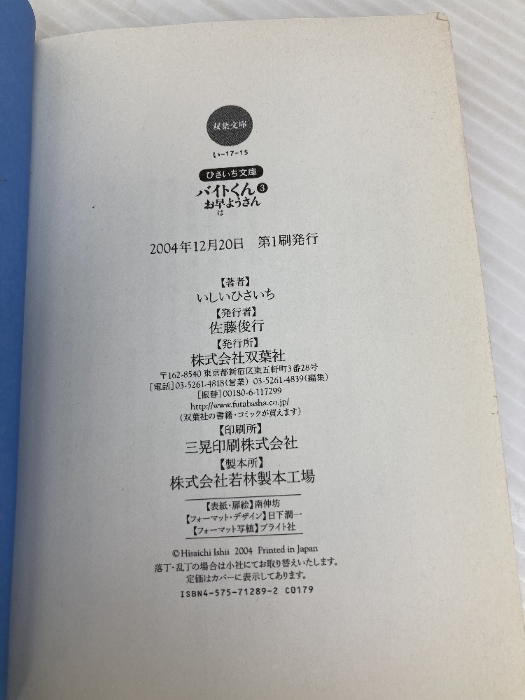 双葉文庫
い-17-15
ひさいち文庫
バイトくん❸
お早ようさん
は
2004年12月20日 第1刷発行
【著者】
いしいひさいち
【発行者】
佐藤俊行
【発行所】
株式会社双葉社
〒162-8540 東京都新宿区東五軒町3番28号
[電話]03-5261-4818(営業) 03-5261-4839(編集)
[振替]00180-6-117299
http://www.futabasha.co.jp/
(双葉社の書籍・コミックが買えます)
【印刷所】
三晃印刷株式会社
【製本所】
株式会社若林製本工場
【表紙・扉絵】南伸坊
【フォーマット・デザイン】日下潤一
【フォーマット写植】ブライト社
© Hisaichi Ishii 2004 Printed in Japan
落丁・乱丁の場合は小社にてお取り替えいたします。
定価はカバーに表示してあります。
ISBN4-575-71289-2 C0179